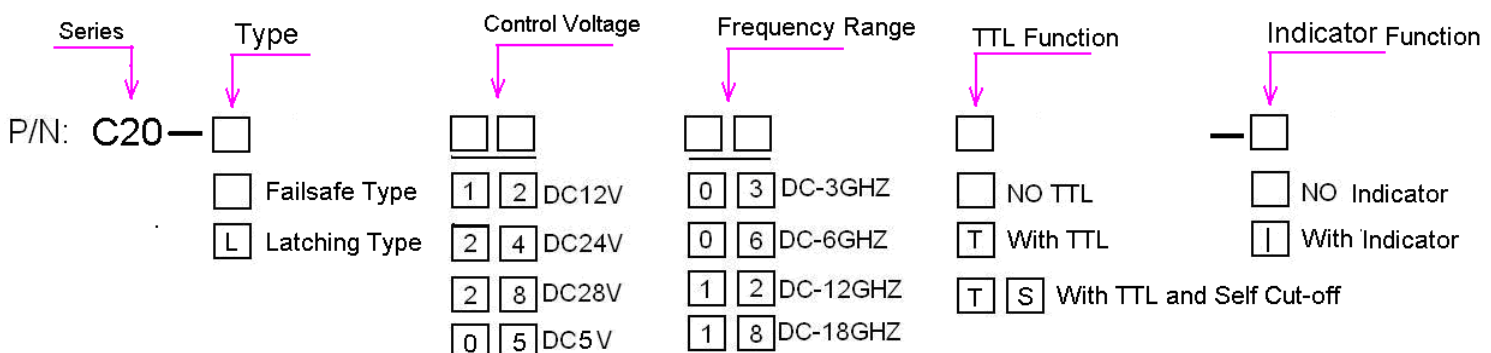 Series Type Control Voltage Frequency Range TTL Function Indicator Function
P/N: C20 — —
Failsafe Type 1 2 DC12V 0 3 DC-3GHZ NO TTL NO Indicator
L Latching Type 2 4 DC24V 0 6 DC-6GHZ T With TTL I With Indicator
2 8 DC28V 1 2 DC-12GHZ T S With TTL and Self Cut-off
0 5 DC5V 1 8 DC-18GHZ